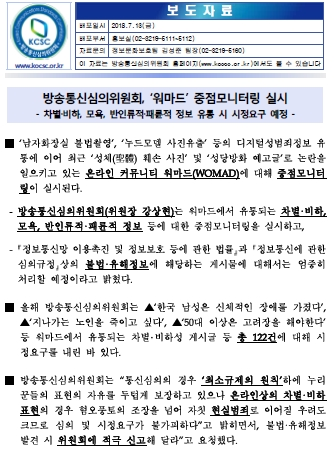 보 도 자 료
KCSC
www.kocsc.or.kr
배포일시 2018.7.13(금)
배포부서 홍보실(02-3219-5111~5112)
자료문의 정보문화보호팀 김성준 팀장(02-3219-5160)
이 자료는 방송통신심의위원회 홈페이지(www.kocsc.or.kr)에서도 볼 수 있습니다
방송통신심의위원회, ‘워마드’ 중점모니터링 실시
- 차별·비하, 모욕, 반인륜적·패륜적 정보 유통 시 시정요구 예정 -
■ ‘남자화장실 불법촬영’, ‘누드모델 사진유출’ 등의 디지털성범죄정보 유
통에 이어 최근 ‘성체(聖體) 훼손 사진’ 및 ‘성당방화 예고글’로 논란을
일으키고 있는 온라인 커뮤니티 워마드(WOMAD)에 대해 중점모니터
링이 실시된다.
- 방송통신심의위원회(위원장 강상현)는 워마드에서 유통되는 차별·비하,
모욕, 반인륜적·패륜적 정보 등에 대한 중점모니터링을 실시하고,
- 『정보통신망 이용촉진 및 정보보호 등에 관한 법률』과 『정보통신에 관한
심의규정』상의 불법·유해정보에 해당하는 게시물에 대해서는 엄중히
처리할 예정이라고 밝혔다.
■ 올해 방송통신심의위원회는 ▲‘한국 남성은 신체적인 장애를 가졌다’,
▲‘지나가는 노인을 죽이고 싶다’, ▲‘50대 이상은 고려장을 해야한다’
등 워마드에서 유통되는 차별·비하성 게시글 등 총 122건에 대해 시
정요구를 내린 바 있다.
■ 방송통신심의위원회는 “통신심의의 경우 ‘최소규제의 원칙’하에 누리
꾼들의 표현의 자유를 두텁게 보장하고 있으나 온라인상의 차별·비하
표현의 경우 혐오풍토의 조장을 넘어 자칫 현실범죄로 이어질 우려도
크므로 심의 및 시정요구가 불가피하다”고 밝히면서, 불법·유해정보
발견 시 위원회에 적극 신고해 달라”고 요청했다.